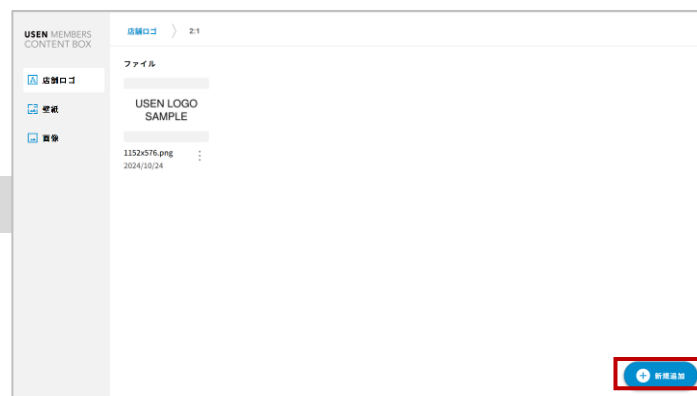 USEN MEMBERS
CONTENT BOX
店舗ロゴ
壁紙
画像
店舗ロゴ 〉 2:1
ファイル
USEN LOGO
SAMPLE
1152x576.png
2024/10/24
新規追加